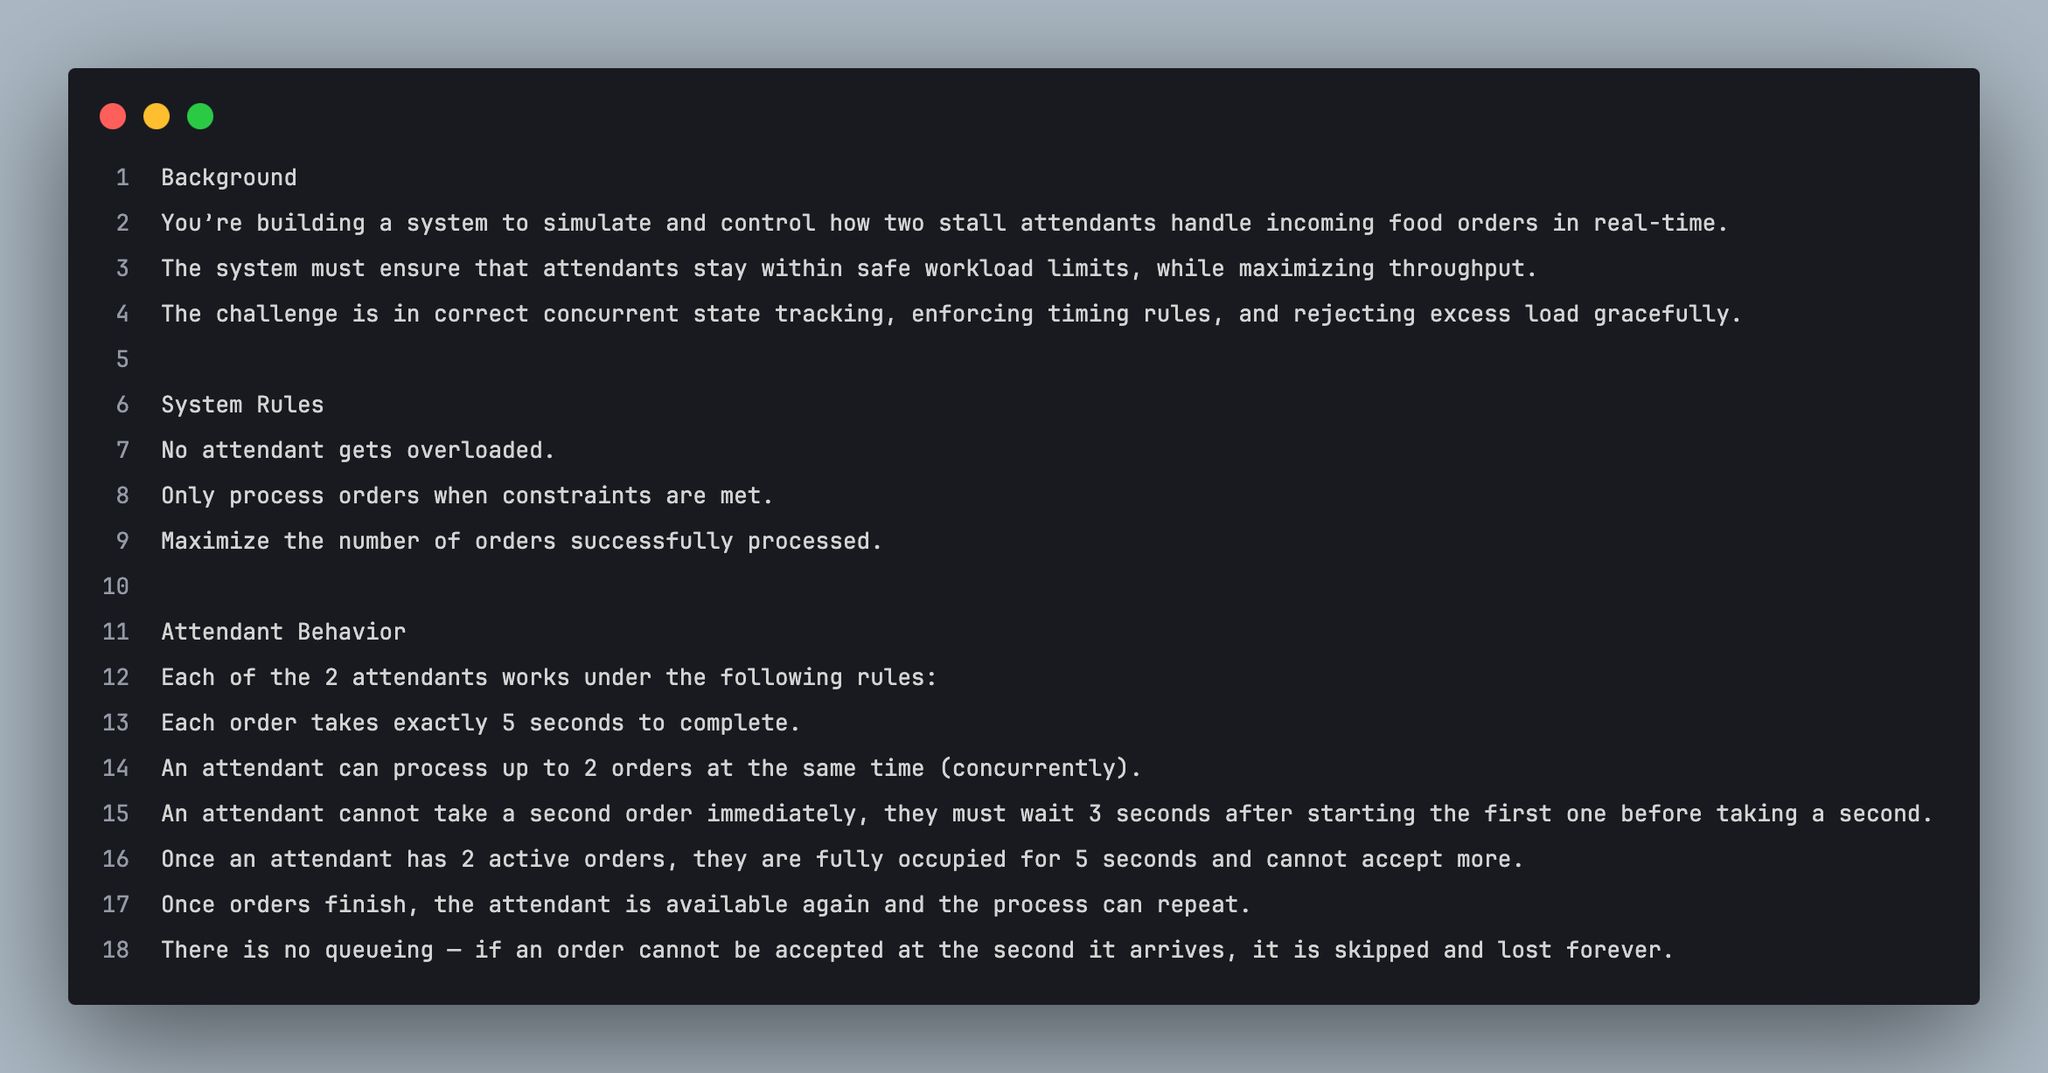 1 Background
2 You’re building a system to simulate and control how two stall attendants handle incoming food orders in real-time.
3 The system must ensure that attendants stay within safe workload limits, while maximizing throughput.
4 The challenge is in correct concurrent state tracking, enforcing timing rules, and rejecting excess load gracefully.
5
6 System Rules
7 No attendant gets overloaded.
8 Only process orders when constraints are met.
9 Maximize the number of orders successfully processed.
10
11 Attendant Behavior
12 Each of the 2 attendants works under the following rules:
13 Each order takes exactly 5 seconds to complete.
14 An attendant can process up to 2 orders at the same time (concurrently).
15 An attendant cannot take a second order immediately, they must wait 3 seconds after starting the first one before taking a second.
16 Once an attendant has 2 active orders, they are fully occupied for 5 seconds and cannot accept more.
17 Once orders finish, the attendant is available again and the process can repeat.
18 There is no queueing — if an order cannot be accepted at the second it arrives, it is skipped and lost forever.